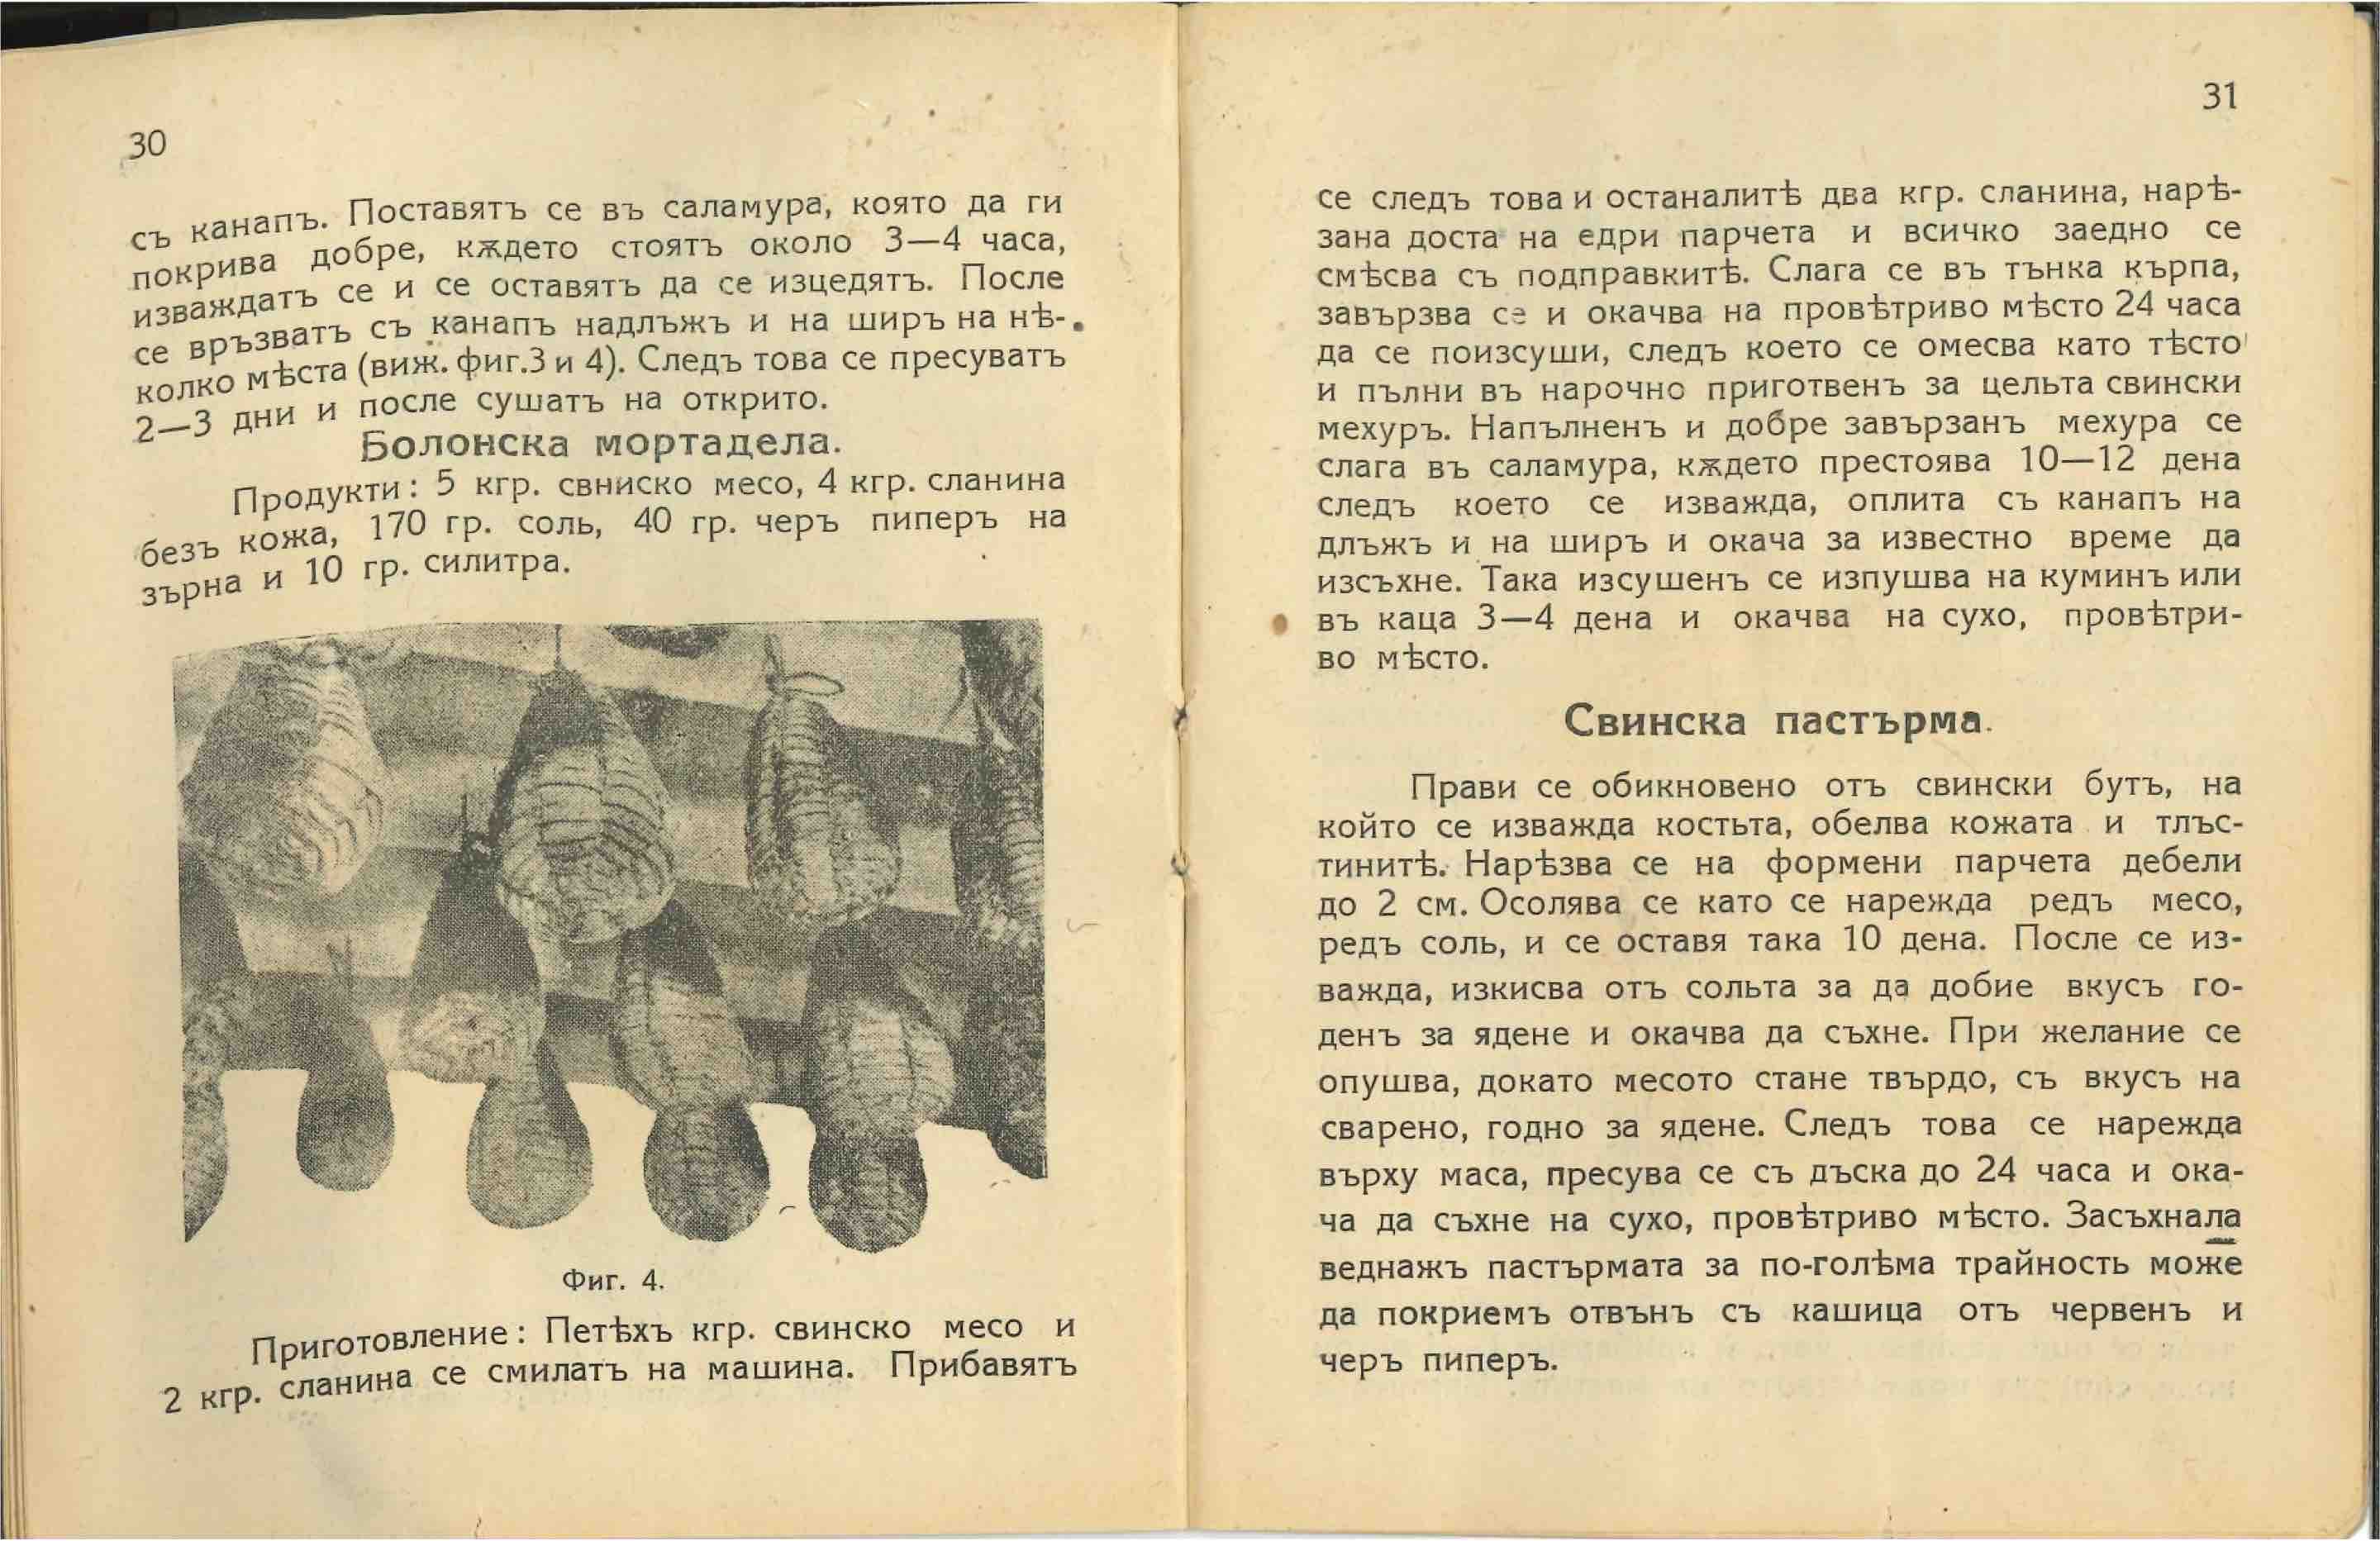 30
съ канапъ. Поставятъ се въ саламура, която да ги
покрива добре, кѫдето стоятъ около 3—4 часа,
изваждатъ се и се оставятъ да се изцедятъ. После
се връзватъ съ канапъ надлъжъ и на ширъ на нѣ-
колко мѣста (виж. фиг.3 и 4). Следъ това се пресуватъ
2—3 дни и после сушатъ на открито.
Болонска мортадела.
Продукти: 5 кгр. свниско месо, 4 кгр. сланина
безъ кожа, 170 гр. соль, 40 гр. черъ пиперъ на
зърна и 10 гр. силитра.
Фиг. 4.
Приготовление: Петѣхъ кгр. свинско месо и
2 кгр. сланина се смилатъ на машина. Прибавятъ
31
се следъ това и останалитѣ два кгр. сланина, нарѣ-
зана доста на едри парчета и всичко заедно се
смѣсва съ подправкитѣ. Слага се въ тънка кърпа,
завързва се и окачва на провѣтриво мѣсто 24 часа
да се поизсуши, следъ което се омесва като тѣсто
и пълни въ нарочно приготвенъ за цельта свински
мехуръ. Напълненъ и добре завързанъ мехура се
слага въ саламура, кѫдето престоява 10—12 дена
следъ което се изважда, оплита съ канапъ на
длъжъ и на ширъ и окача за известно време да
изсъхне. Така изсушенъ се изпушва на куминъ или
въ каца 3—4 дена и окачва на сухо, провѣтри-
во мѣсто.
Свинска пастърма.
Прави се обикновено отъ свински бутъ, на
който се изважда костьта, обелва кожата и тлъс-
тинитѣ. Нарѣзва се на формени парчета дебели
до 2 см. Осолява се като се нарежда редъ месо,
редъ соль, и се оставя така 10 дена. После се из-
важда, изкисва отъ сольта за да добие вкусъ го-
денъ за ядене и окачва да съхне. При желание се
опушва, докато месото стане твърдо, съ вкусъ на
сварено, годно за ядене. Следъ това се нарежда
върху маса, пресува се съ дъска до 24 часа и ока-
ча да съхне на сухо, провѣтриво мѣсто. Засъхнала
веднажъ пастърмата за по-голѣма трайность може
да покриемъ отвънъ съ кашица отъ червенъ и
черъ пиперъ.